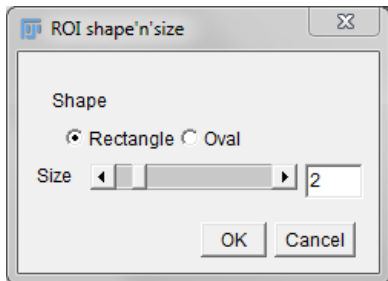 ROI shape'n'size
Shape
Rectangle Oval
Size 2
OK Cancel